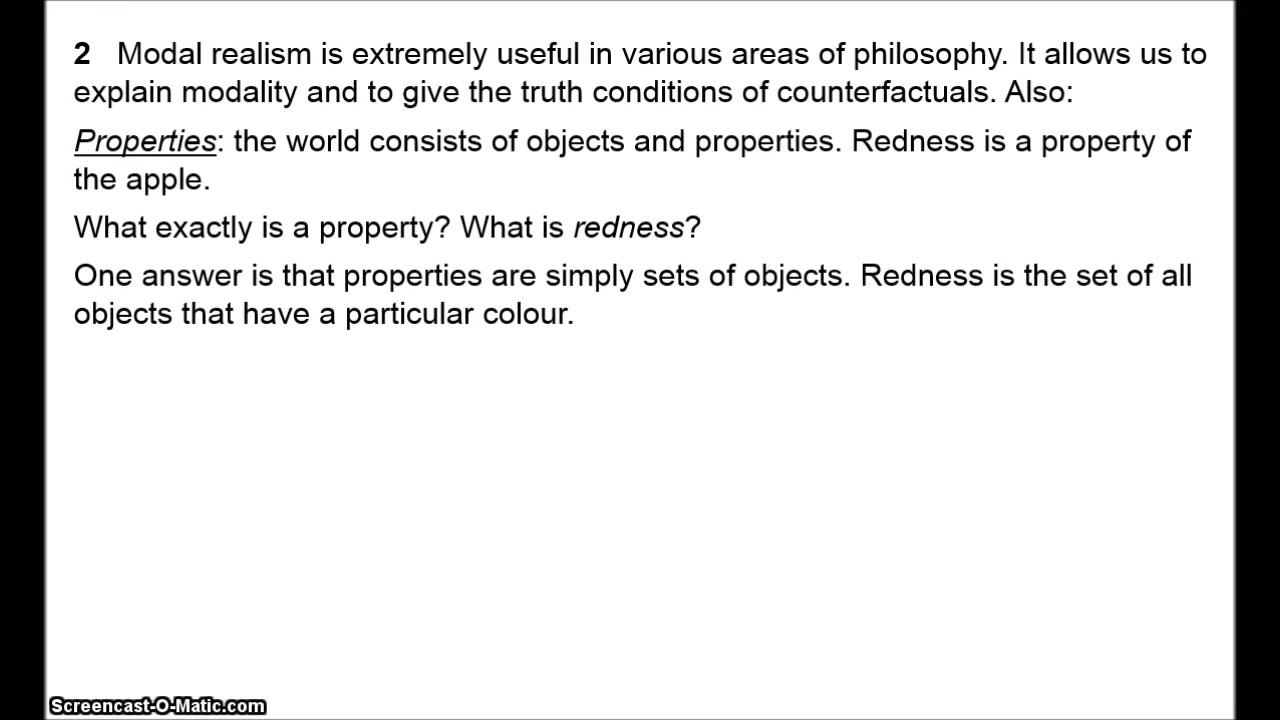 2 Modal realism is extremely useful in various areas of philosophy. It allows us to
explain modality and to give the truth conditions of counterfactuals. Also:
Properties: the world consists of objects and properties. Redness is a property of
the apple.
What exactly is a property? What is redness?
One answer is that properties are simply sets of objects. Redness is the set of all
objects that have a particular colour.
Screencast-O-Matic.com